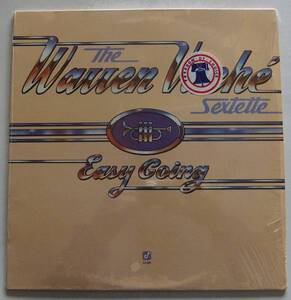 The
Warren Vaché
Sextette
Easy Going